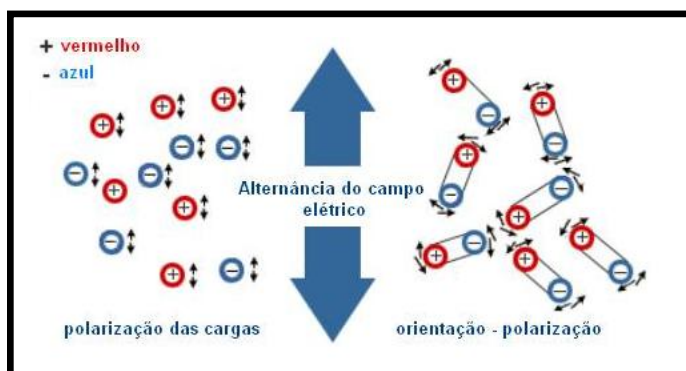 + vermelho
- azul
Alternância do campo
elétrico
polarização das cargas
orientação - polarização